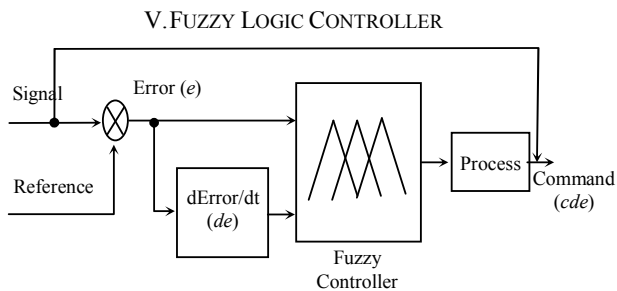 V.FUZZY LOGIC CONTROLLER
Signal
Error (e)
Reference
dError/dt
(de)
Fuzzy
Controller
Process
Command
(cde)